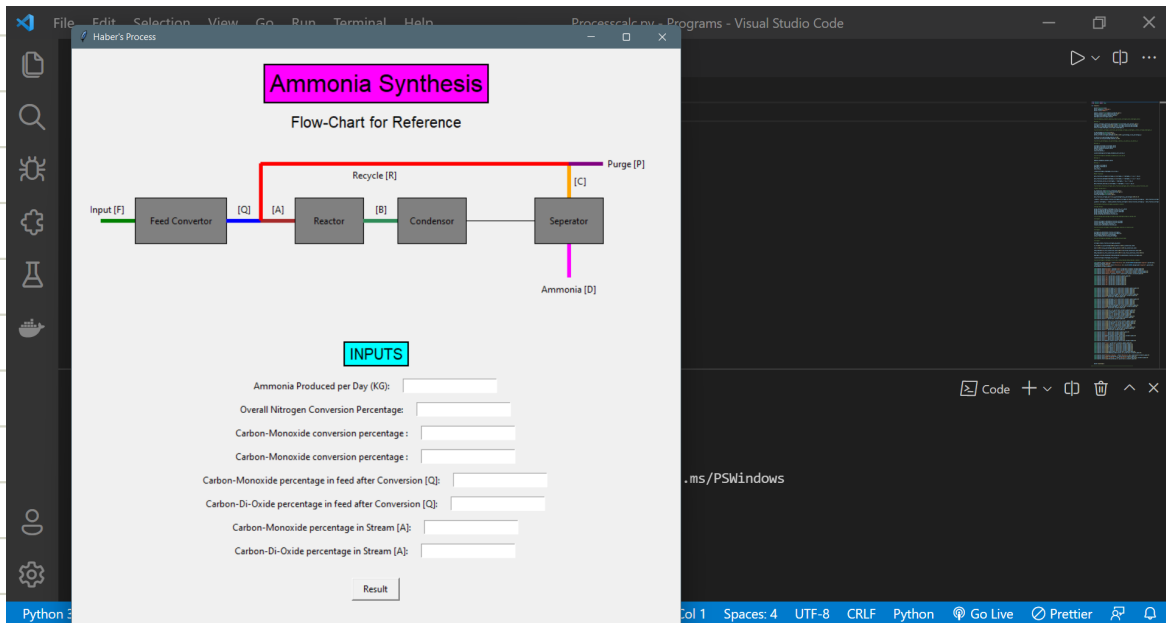 File Edit Selection View Go Run Terminal Help Processcalc.py - Programs - Visual Studio Code
Haber's Process
Ammonia Synthesis
Flow-Chart for Reference
Purge [P]
Recycle [R]
[C]
Input [F] [Q] [A] [B]
Feed Convertor Reactor Condensor Seperator
Ammonia [D]
INPUTS
Ammonia Produced per Day (KG):
Code
Overall Nitrogen Conversion Percentage:
Carbon-Monoxide conversion percentage :
Carbon-Monoxide conversion percentage :
Carbon-Monoxide percentage in feed after Conversion [Q]:
.ms/PSWindows
Carbon-Di-Oxide percentage in feed after Conversion [Q]:
Carbon-Monoxide percentage in Stream [A]:
Carbon-Di-Oxide percentage in Stream [A]:
Result
Python 3 Col 1 Spaces: 4 UTF-8 CRLF Python Go Live Prettier